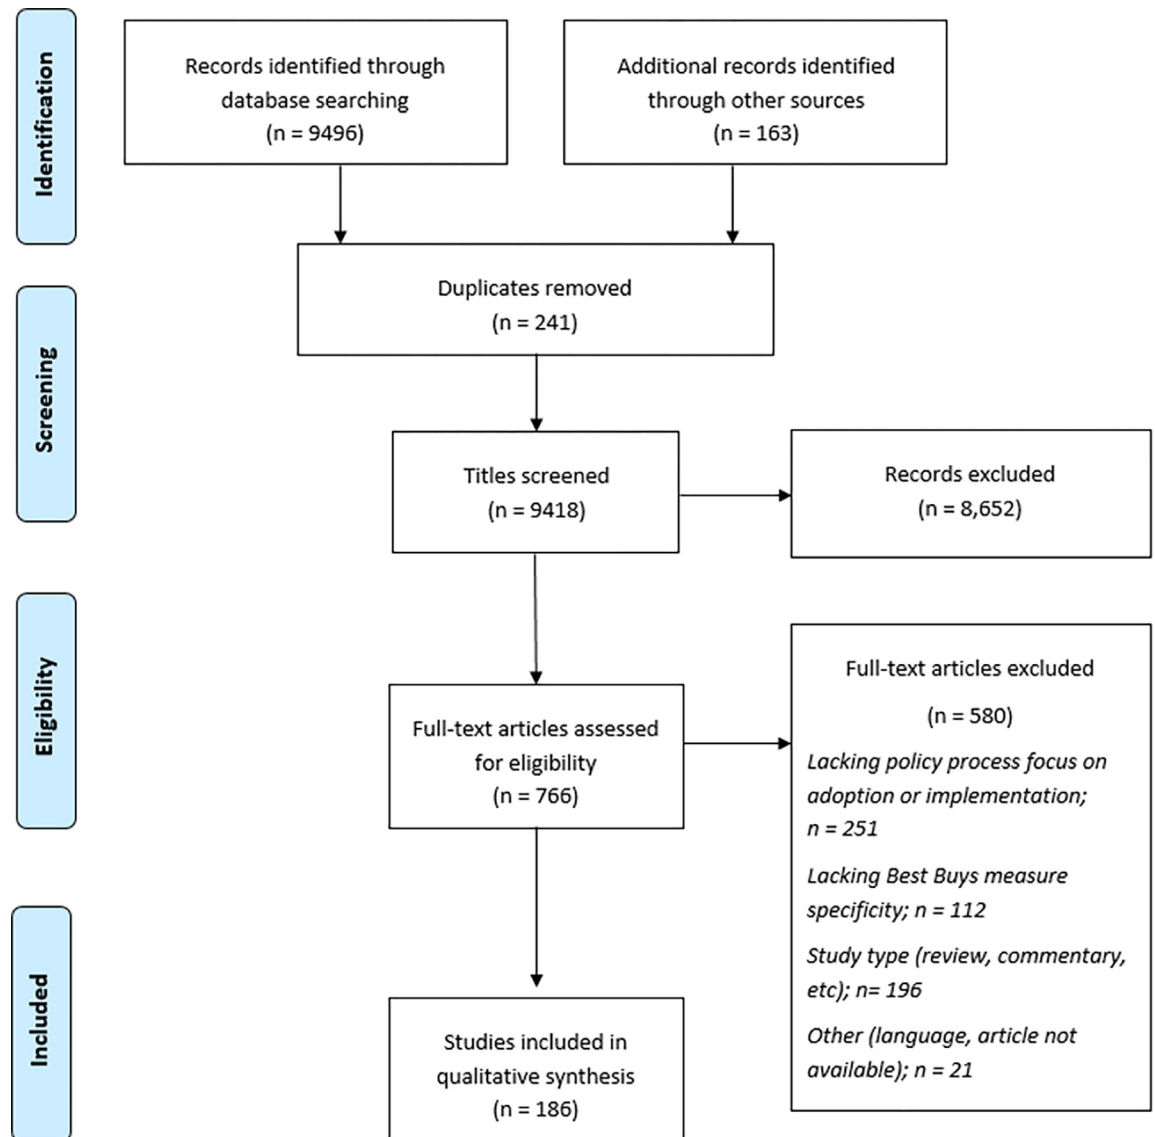 Identification
Records identified through
database searching
(n = 9496)
Additional records identified
through other sources
(n = 163)
Duplicates removed
(n = 241)
Screening
Titles screened
(n = 9418)
Records excluded
(n = 8,652)
Eligibility
Full-text articles assessed
for eligibility
(n = 766)
Full-text articles excluded
(n = 580)
Lacking policy process focus on
adoption or implementation;
n = 251
Lacking Best Buys measure
specificity; n = 112
Study type (review, commentary,
etc); n= 196
Other (language, article not
available); n = 21
Included
Studies included in
qualitative synthesis
(n = 186)